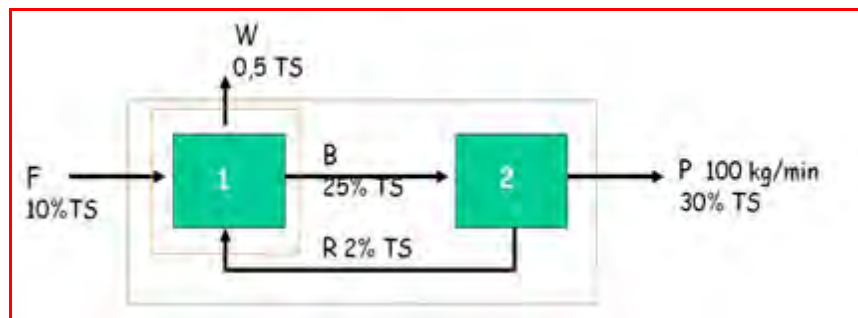 W
0,5 TS
F
10%TS
1
B
25% TS
R 2% TS
2
P 100 kg/min
30% TS